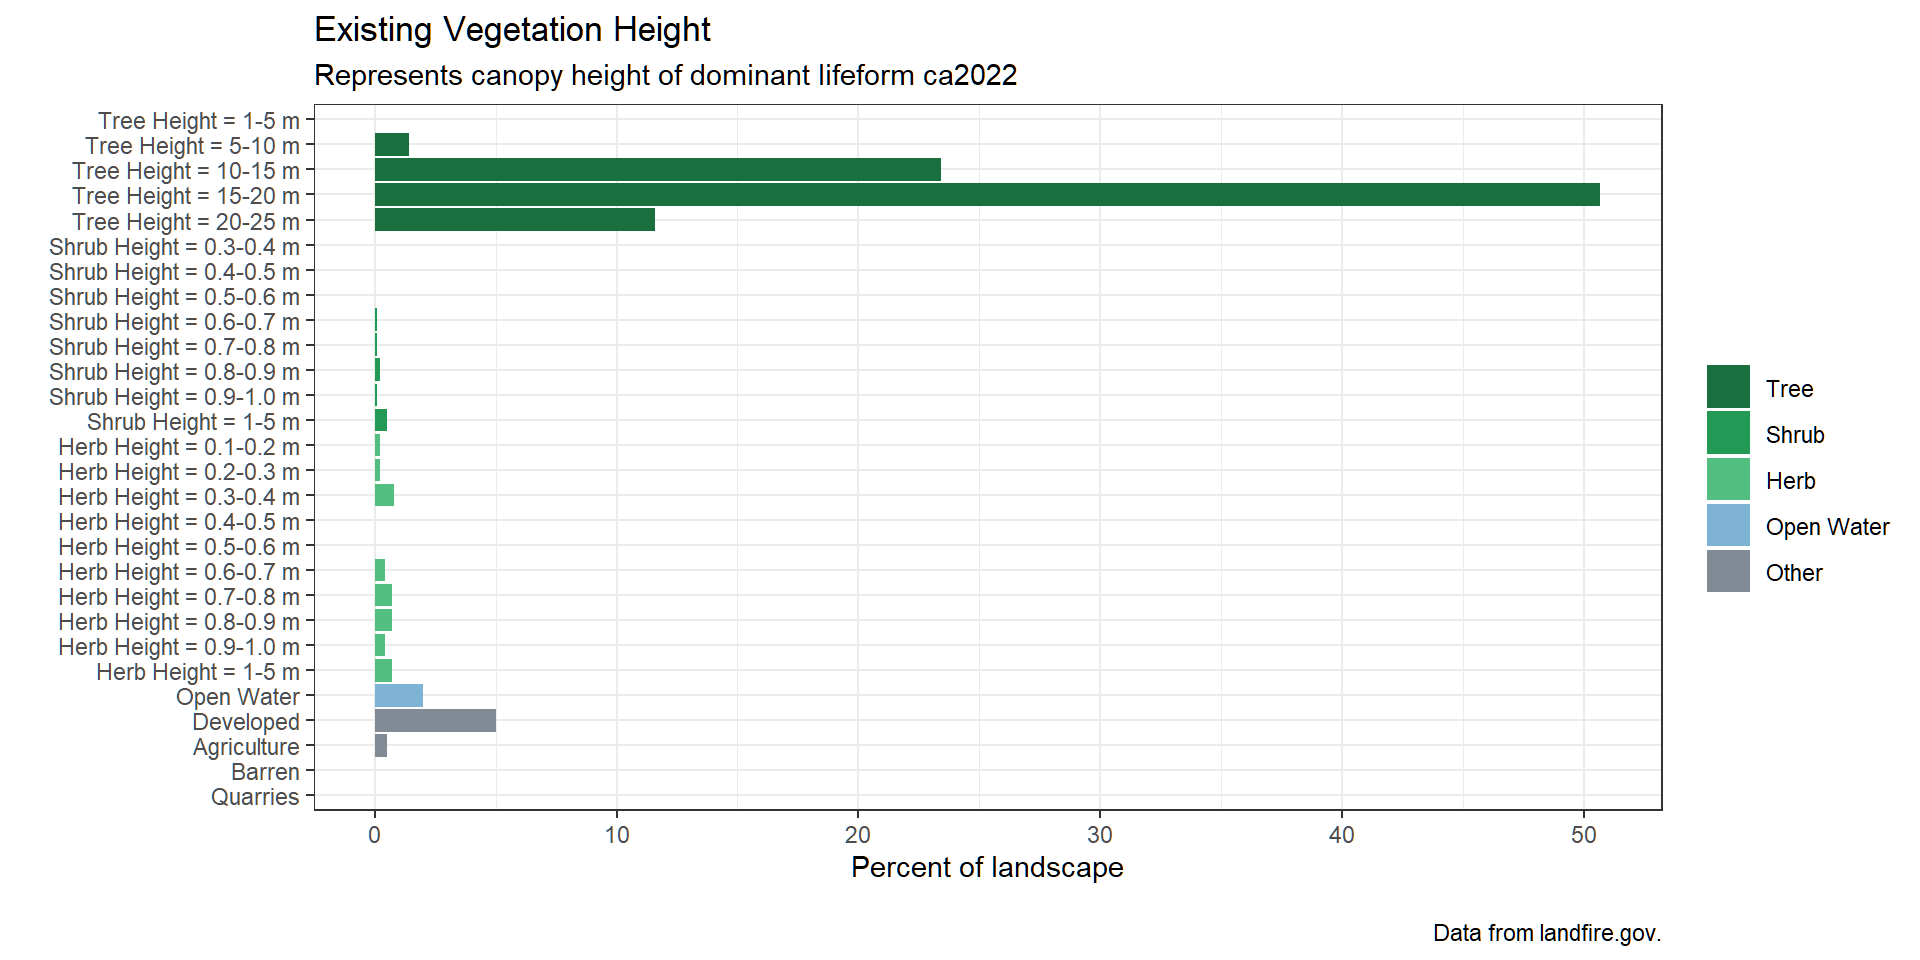 Existing Vegetation Height
Represents canopy height of dominant lifeform ca2022
Tree Height = 1-5 m
Tree Height = 5-10 m
Tree Height = 10-15 m
Tree Height = 15-20 m
Tree Height = 20-25 m
Shrub Height = 0.3-0.4 m
Shrub Height = 0.4-0.5 m
Shrub Height = 0.5-0.6 m
Shrub Height = 0.6-0.7 m
Shrub Height = 0.7-0.8 m
Shrub Height = 0.8-0.9 m
Shrub Height = 0.9-1.0 m
Shrub Height = 1-5 m
Herb Height = 0.1-0.2 m
Herb Height = 0.2-0.3 m
Herb Height = 0.3-0.4 m
Herb Height = 0.4-0.5 m
Herb Height = 0.5-0.6 m
Herb Height = 0.6-0.7 m
Herb Height = 0.7-0.8 m
Herb Height = 0.8-0.9 m
Herb Height = 0.9-1.0 m
Herb Height = 1-5 m
Open Water
Developed
Agriculture
Barren
Quarries
0 10 20 30 40 50
Percent of landscape
Tree
Shrub
Herb
Open Water
Other
Data from landfire.gov.